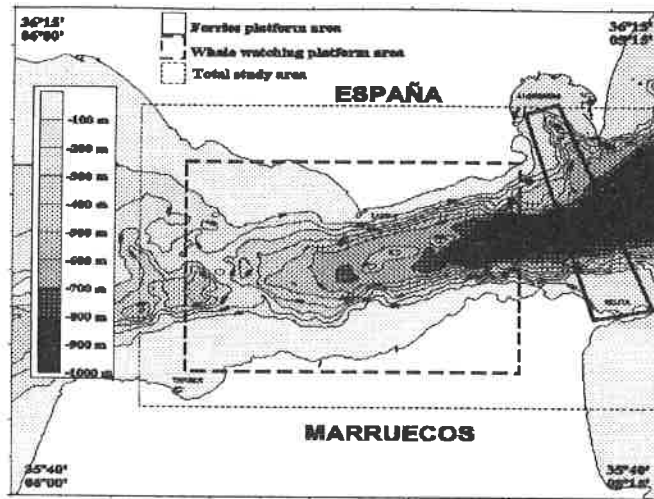 36°15'
06°00'
Ferries platform area
Whale watching platform area
Total study area
36°15'
05°15'
ESPAÑA
-100 m
-200 m
-300 m
-400 m
-500 m
-600 m
-700 m
-800 m
-900 m
-1000 m
CEUTA
TANGER
MARRUECOS
35°40'
06°00'
35°40'
05°15'